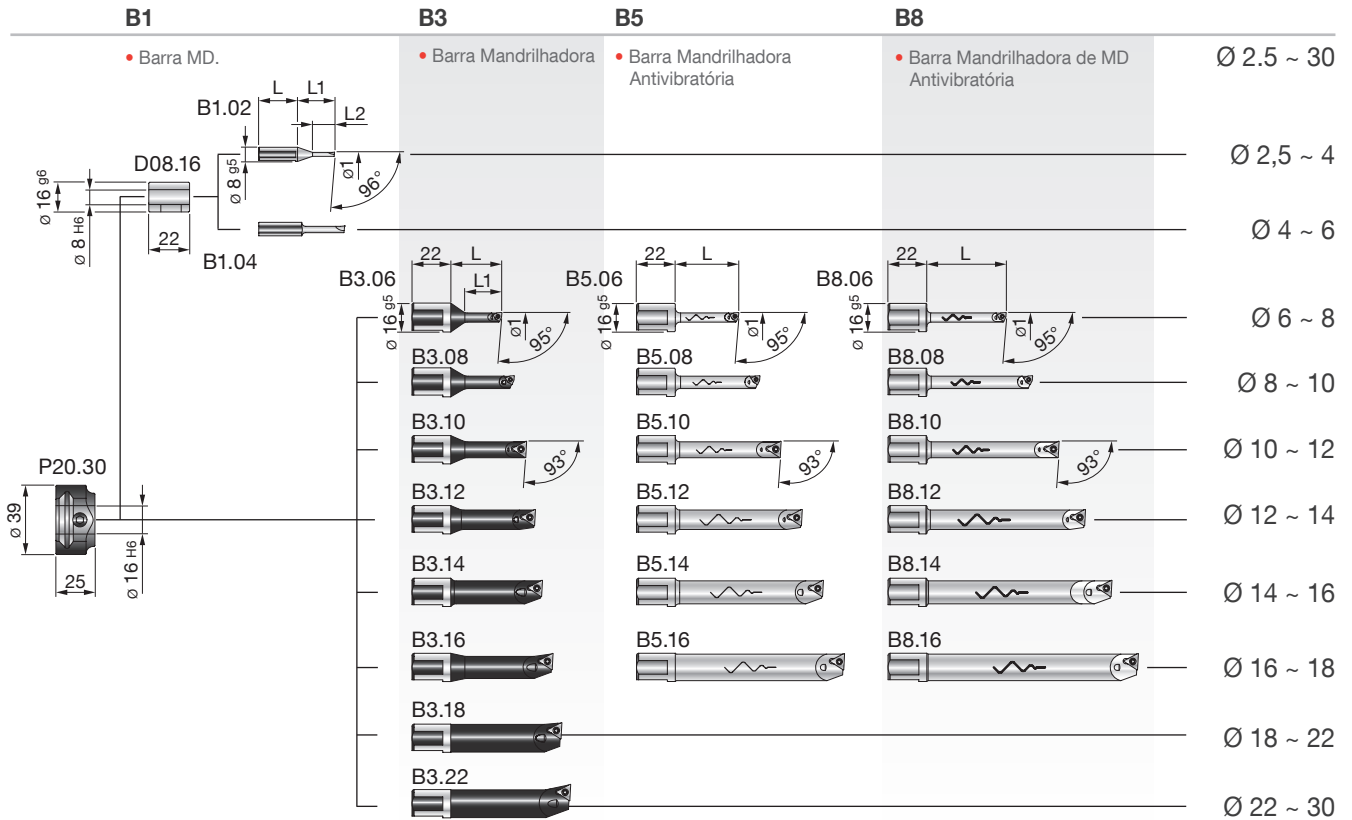 B1 B3 B5 B8
• Barra MD. • Barra Mandrilhadora • Barra Mandrilhadora • Barra Mandrilhadora de MD Ø 2.5 ~ 30
Antivibratória Antivibratória
L L1
B1.02 L2
D08.16
Ø 16 g6 Ø 8 H6 Ø 8 g5 Ø1 96° Ø 2,5 ~ 4
22
B1.04 Ø 4 ~ 6
22 L 22 L 22 L
B3.06 L1 B5.06 B8.06
Ø 16 g5 Ø1 95° Ø 16 g5 Ø1 95° Ø 16 g5 Ø1 95° Ø 6 ~ 8
B3.08 B5.08 B8.08
Ø 8 ~ 10
B3.10 B5.10 B8.10
93° 93° 93° Ø 10 ~ 12
P20.30
B3.12 B5.12 B8.12
Ø 39 Ø 16 H6 Ø 12 ~ 14
25
B3.14 B5.14 B8.14
Ø 14 ~ 16
B3.16 B5.16 B8.16
Ø 16 ~ 18
B3.18
Ø 18 ~ 22
B3.22
Ø 22 ~ 30